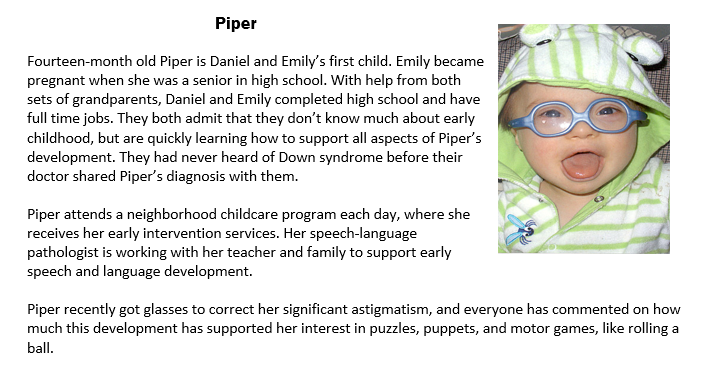 Piper
Fourteen-month old Piper is Daniel and Emily’s first child. Emily became
pregnant when she was a senior in high school. With help from both
sets of grandparents, Daniel and Emily completed high school and have
full time jobs. They both admit that they don’t know much about early
childhood, but are quickly learning how to support all aspects of Piper’s
development. They had never heard of Down syndrome before their
doctor shared Piper’s diagnosis with them.
Piper attends a neighborhood childcare program each day, where she
receives her early intervention services. Her speech-language
pathologist is working with her teacher and family to support early
speech and language development.
Piper recently got glasses to correct her significant astigmatism, and everyone has commented on how
much this development has supported her interest in puzzles, puppets, and motor games, like rolling a
ball.